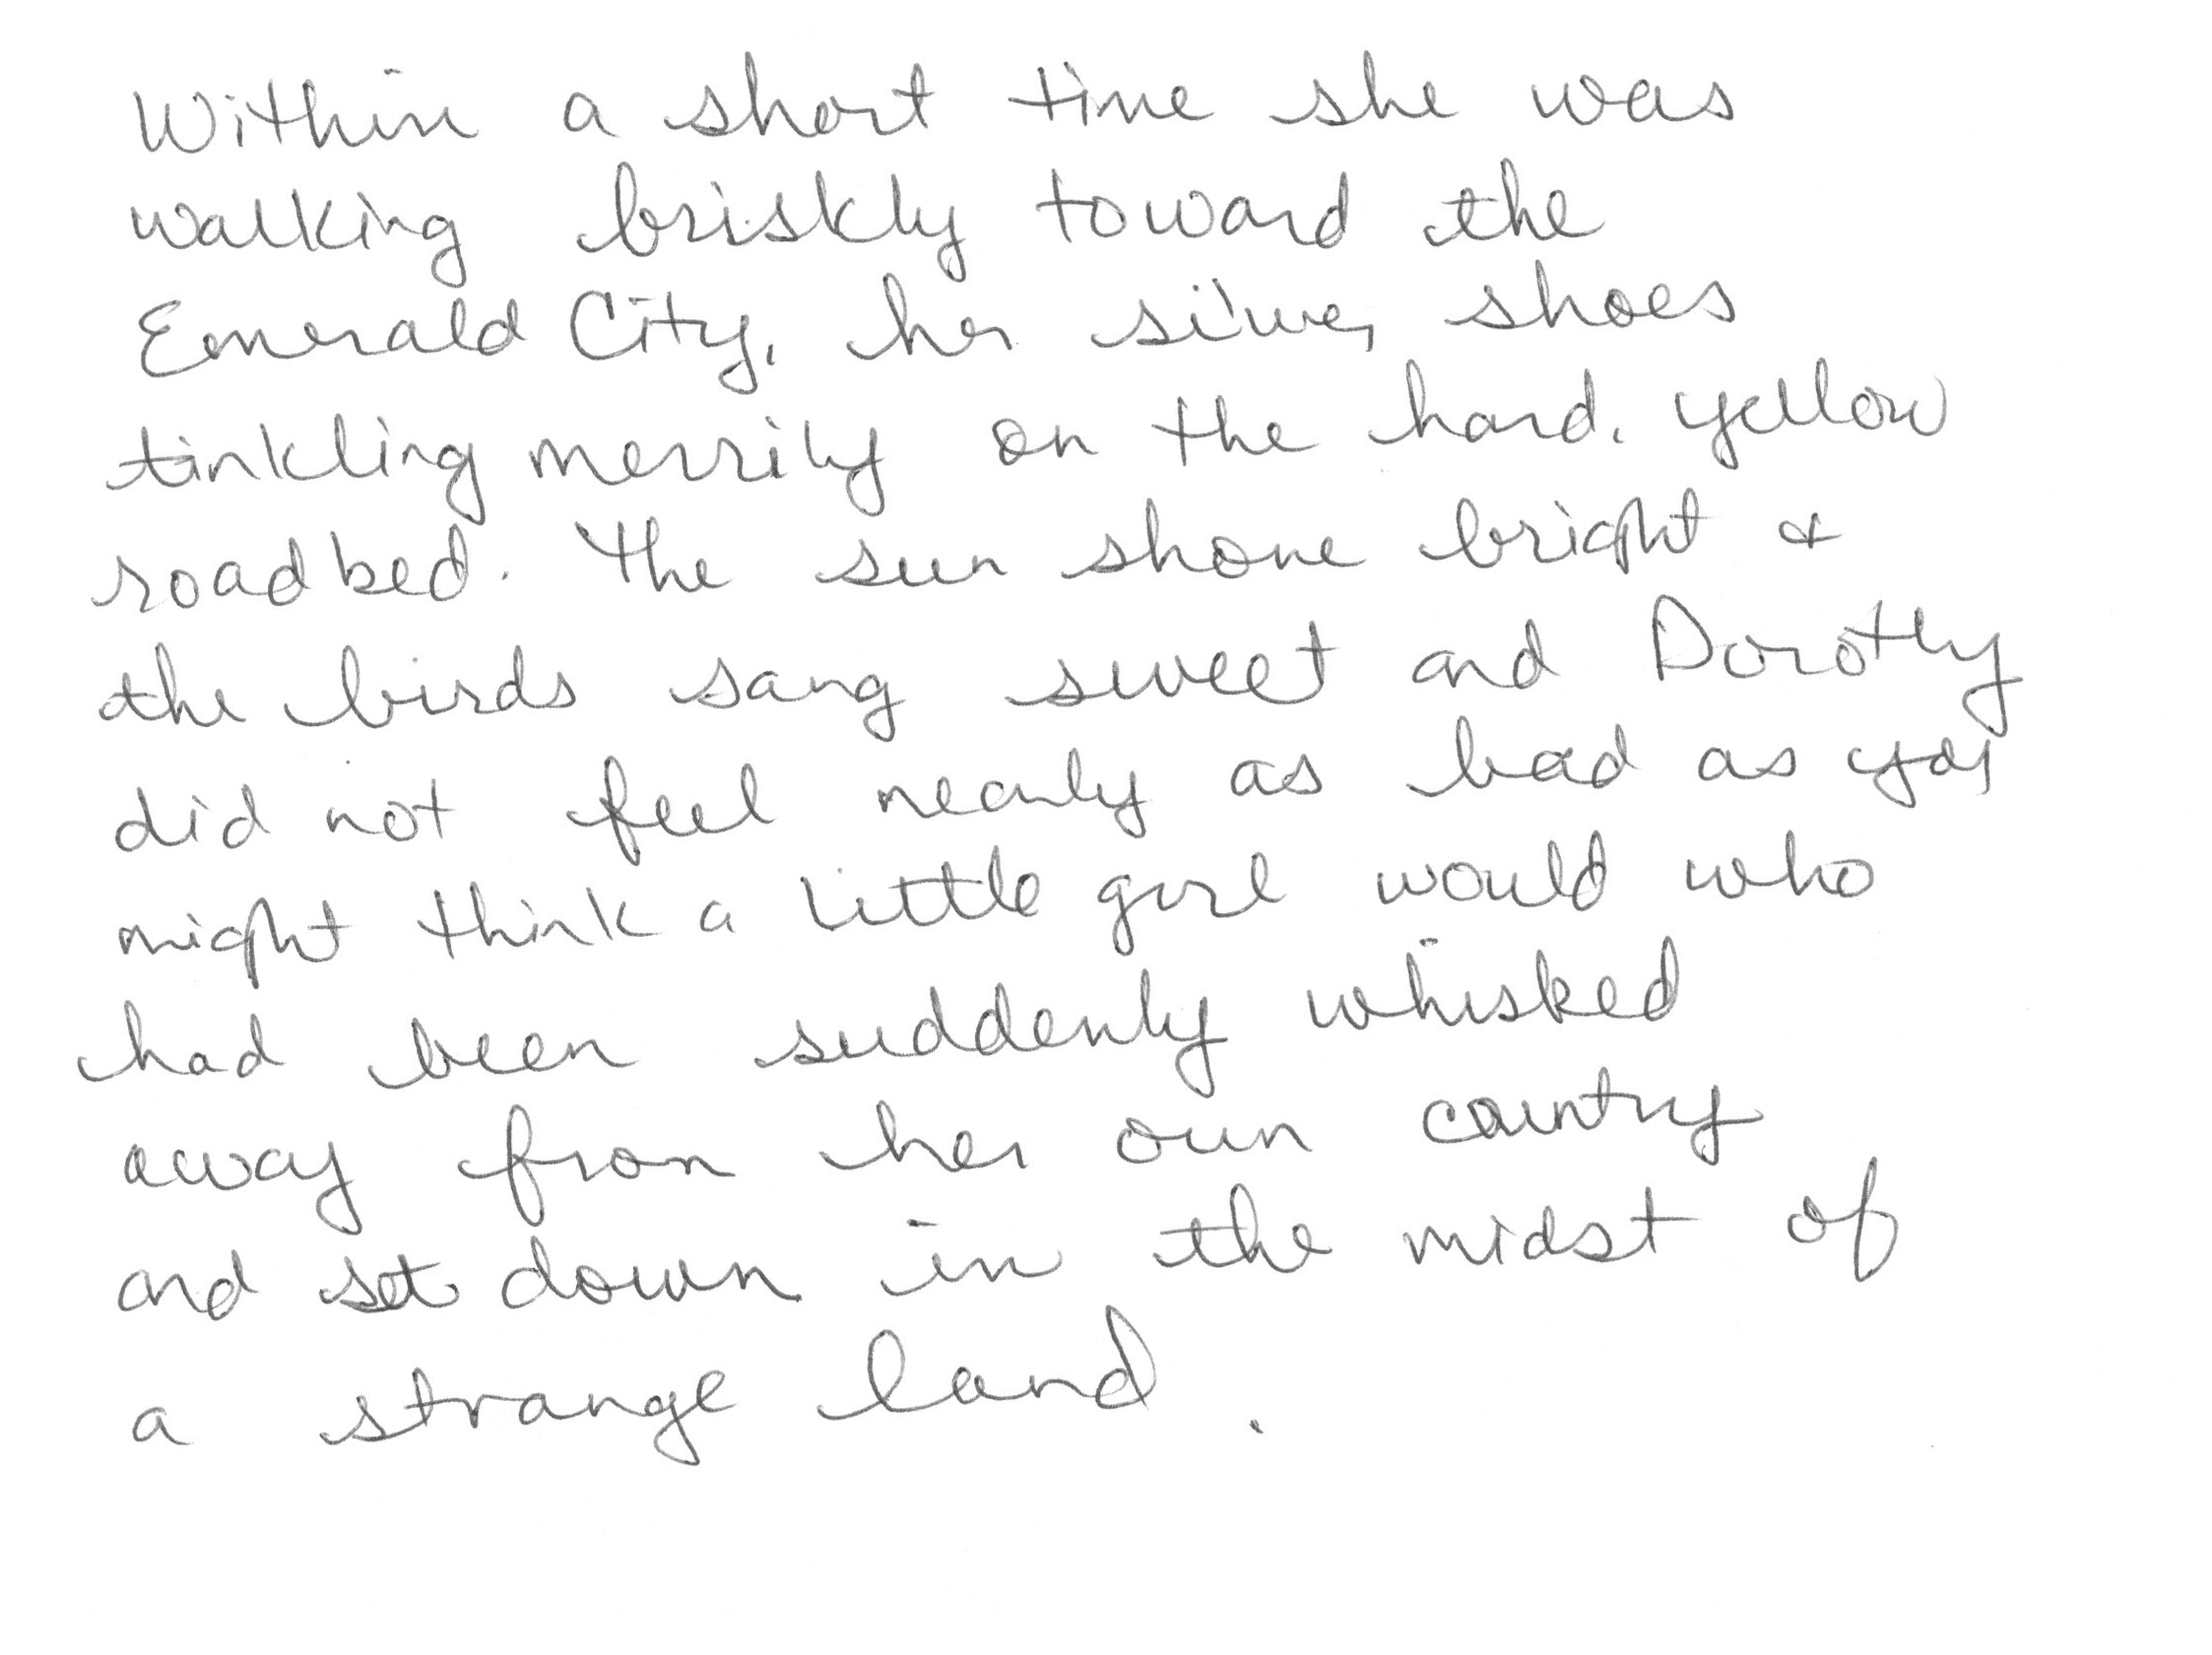 Within a short time she was
walking briskly toward the
Emerald City, her silver shoes
tinkling merrily on the hard, yellow
roadbed. The sun shone bright &
the birds sang sweet and Dorothy
did not feel nearly as bad as you
might think a little girl would who
had been suddenly whisked
away from her own country
and set down in the midst of
a strange land.